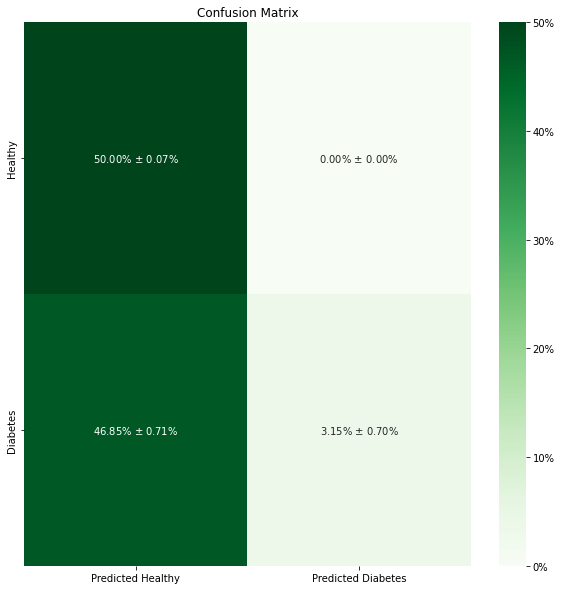 Confusion Matrix
Healthy
50.00% ± 0.07%
0.00% ± 0.00%
Diabetes
46.85% ± 0.71%
3.15% ± 0.70%
Predicted Healthy
Predicted Diabetes
50%
40%
30%
20%
10%
0%